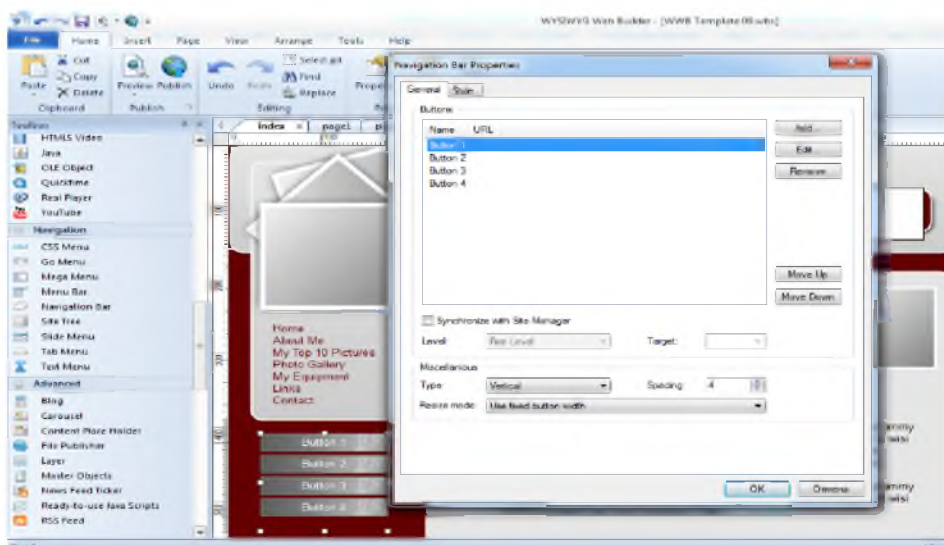 WYSIWYG Web Builder - [WWB Template 08.wbs]
File Home Insert Page View Arrange Tools Help
Paste
Cut
Copy
Delete
Clipboard
Preview Publish
Publish
Undo
Select all
Find
Replace
Editing
Toolbox
HTML5 Video
Java
OLE Object
Quicktime
Real Player
YouTube
Navigation
CSS Menu
Go Menu
Mega Menu
Menu Bar
Navigation Bar
Site Tree
Slide Menu
Tab Menu
Text Menu
Advanced
Blog
Carousel
Content Place Holder
File Publisher
Layer
Master Objects
News Feed Ticker
Ready-to-use Java Scripts
RSS Feed
index page1
Home
About Me
My Top 10 Pictures
Photo Gallery
My Equipment
Links
Contact
Button 1
Button 2
Button 3
Button 4
Navigation Bar Properties
General Style
Buttons
Name URL
Button 1
Button 2
Button 3
Button 4
Add...
Edit...
Remove
Move Up
Move Down
Synchronize with Site Manager
Level: First Level Target:
Miscellaneous
Type: Vertical Spacing: 4
Resize mode: Use fixed button width
OK